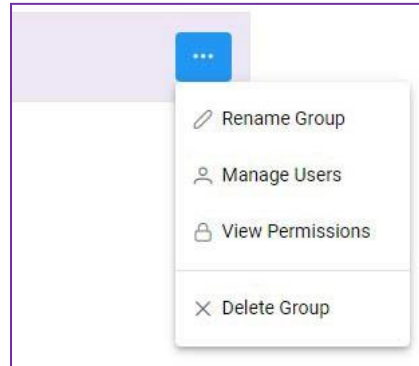 Rename Group
Manage Users
View Permissions
Delete Group